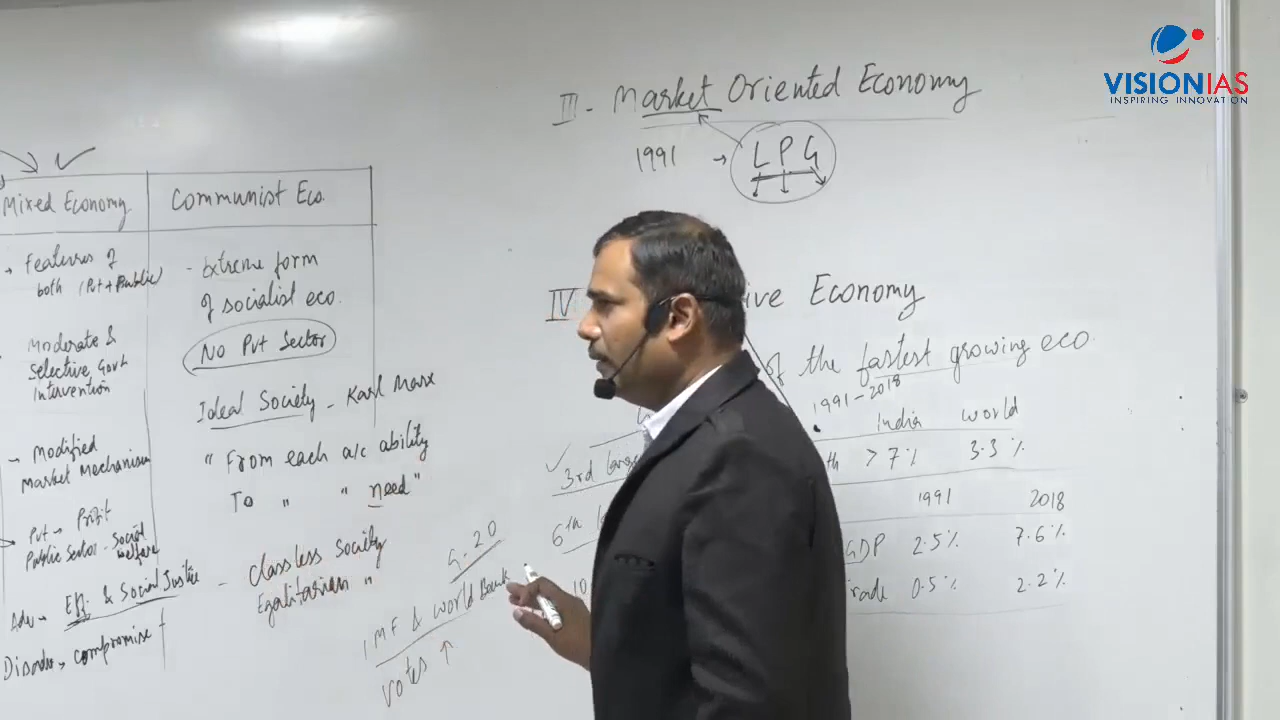 VISIONIAS
INSPIRING INNOVATION
Mixed Economy
Features of
both (Pvt + Public)
Moderate &
Selective Govt
Intervention
Modified
Market Mechanism
Pvt → Profit
Public Sector - Social
welfare
Adv → Eff. & Social Justice
compromise
Communist Eco.
- Extreme form
of socialist eco.
No Pvt Sector
Ideal Society - Karl Marx
"From each a/c ability
To " " need"
- Classless Society
Egalitarian "
G.20
IMF & World Bank
votes ↑
III - Market Oriented Economy
1991 → LPG
IV
ive Economy
of the fastest growing eco.
1991-2018
India World
3rd
th > 7% 3.3%
1991 2018
6th
GDP 2.5% 7.6%
10
rade 0.5% 2.2%